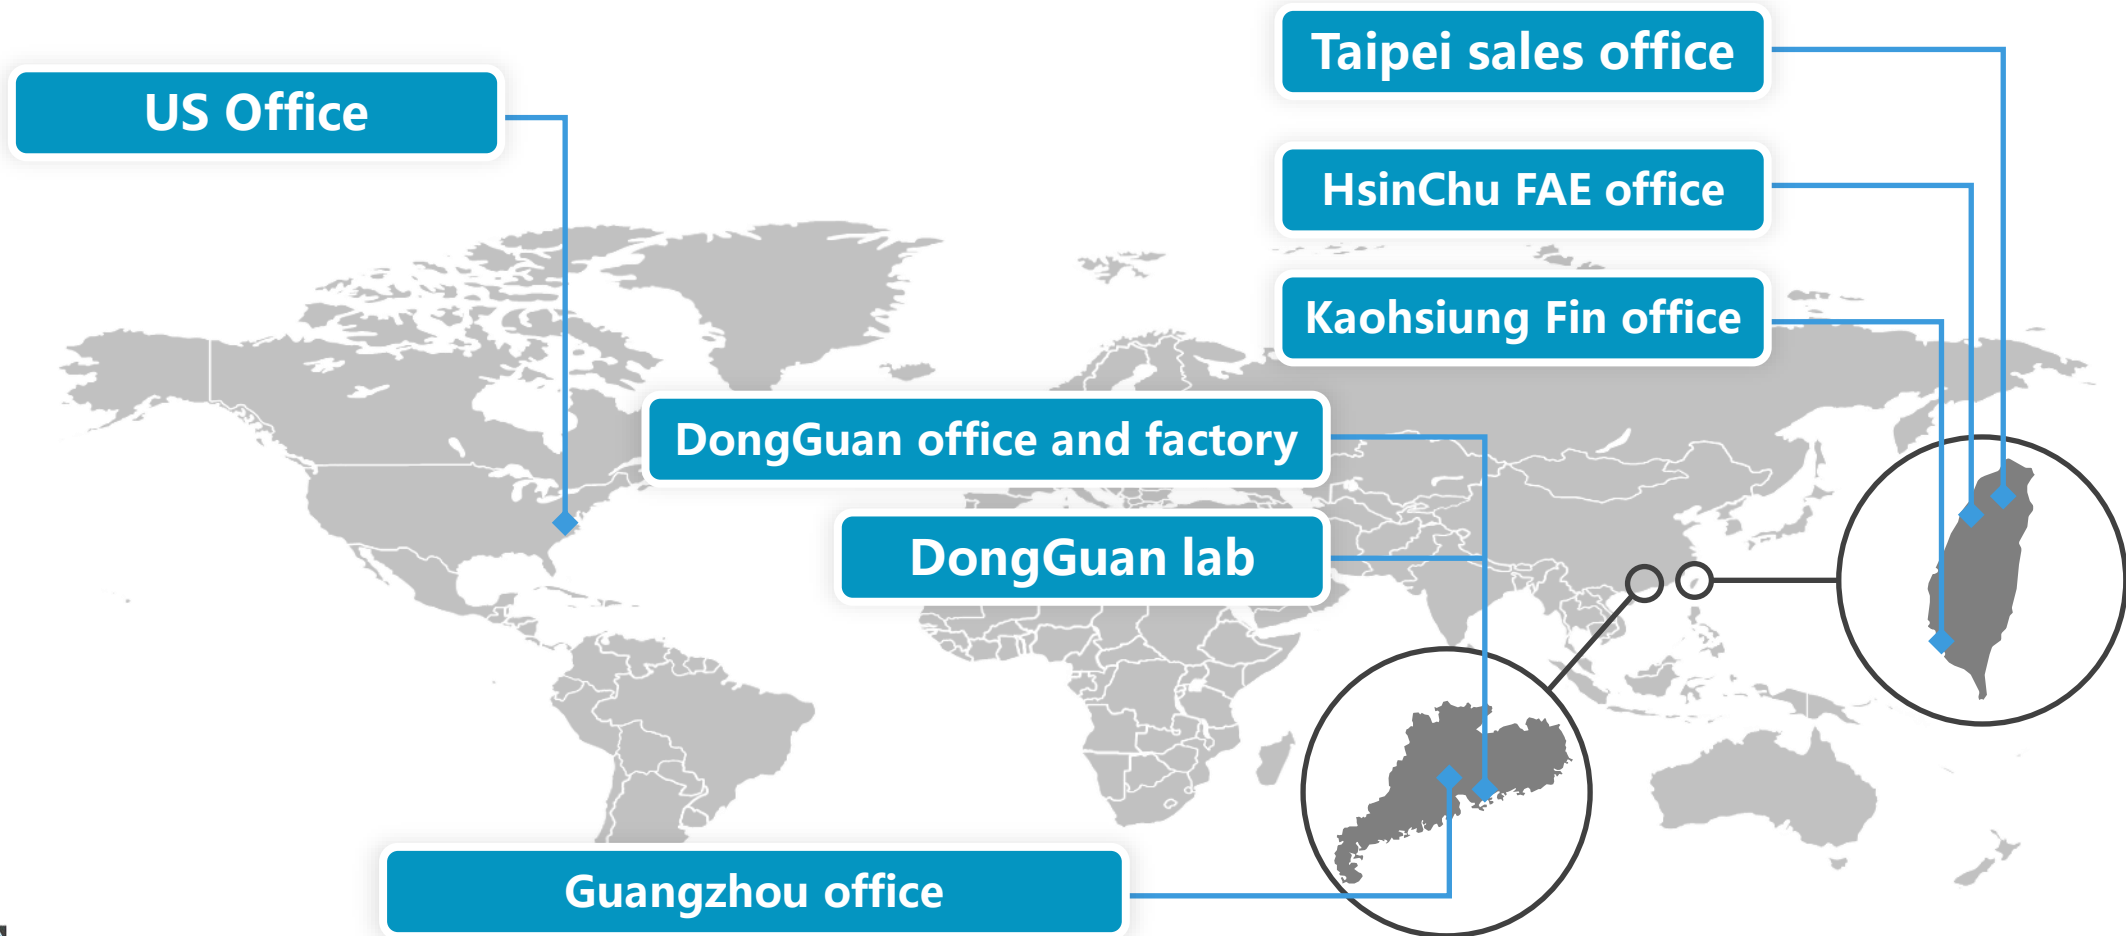 US Office
Taipei sales office
HsinChu FAE office
Kaohsiung Fin office
DongGuan office and factory
DongGuan lab
Guangzhou office